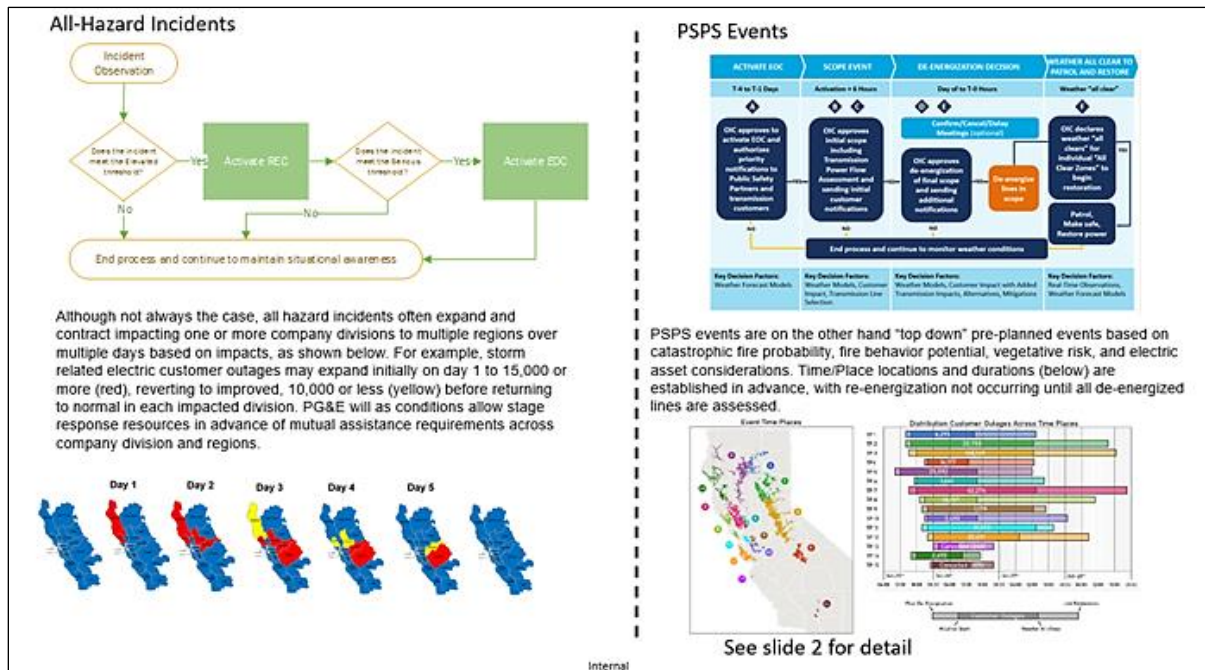 All-Hazard Incidents
Incident
Observation
Does the incident
meet the Elevated
threshold?
Yes
Activate REC
Does the incident
meet the Serious
threshold?
Yes
Activate EOC
No
No
End process and continue to maintain situational awareness
Although not always the case, all hazard incidents often expand and
contract impacting one or more company divisions to multiple regions over
multiple days based on impacts, as shown below. For example, storm
related electric customer outages may expand initially on day 1 to 15,000 or
more (red), reverting to improved, 10,000 or less (yellow) before returning
to normal in each impacted division. PG&E will as conditions allow stage
response resources in advance of mutual assistance requirements across
company division and regions.
Day 1
Day 2
Day 3
Day 4
Day 5
PSPS Events
ACTIVATE EOC
SCOPE EVENT
DE-ENERGIZATION DECISION
WEATHER ALL CLEAR TO
PATROL AND RESTORE
T-4 to T-1 Days
Activation + 6 Hours
Day of to T-0 Hours
Weather "all clear"
A
B
C
D
E
F
Confirm/Cancel/Delay
Meetings (optional)
OIC approves to
activate EOC and
authorizes
priority
notifications to
Public Safety
Partners and
transmission
customers
YES
OIC approves
initial scope
including
Transmission
Power Flow
Assessment and
sending initial
customer
notifications
YES
OIC approves
de-energization
of final scope
and sending
additional
notifications
YES
De-energize
lines in
scope
OIC declares
weather "all
clears" for
individual "All
Clear Zones" to
begin
restoration
Patrol,
Make safe,
Restore power
NO
NO
NO
End process and continue to monitor weather conditions
Key Decision Factors:
Weather Forecast Models
Key Decision Factors:
Weather Models, Customer
Impact, Transmission Line
Selection
Key Decision Factors:
Weather Models, Customer Impact with Added
Transmission Impacts, Alternatives, Mitigations
Key Decision Factors:
Real Time Observations,
Weather Forecast Models
PSPS events are on the other hand "top down" pre-planned events based on
catastrophic fire probability, fire behavior potential, vegetative risk, and electric
asset considerations. Time/Place locations and durations (below) are
established in advance, with re-energization not occurring until all de-energized
lines are assessed.
Event Time Places
Distribution Customer Outages Across Time Places
See slide 2 for detail
Internal